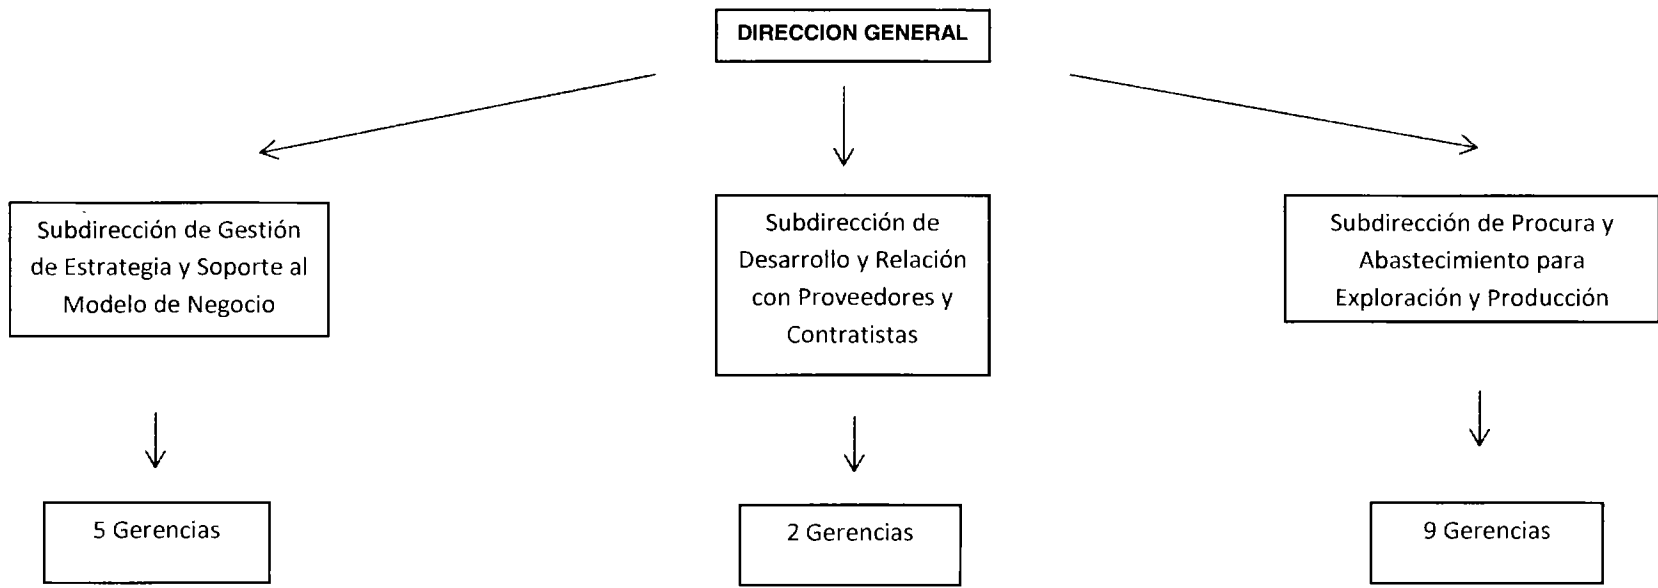 DIRECCION GENERAL
Subdirección de Gestión
de Estrategia y Soporte al
Modelo de Negocio
Subdirección de
Desarrollo y Relación
con Proveedores y
Contratistas
Subdirección de Procura y
Abastecimiento para
Exploración y Producción
5 Gerencias
2 Gerencias
9 Gerencias